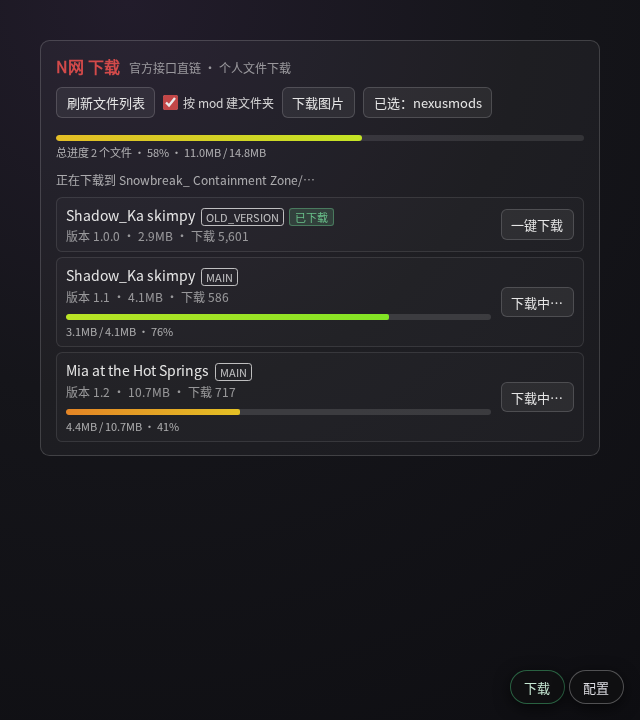 N网 下载 官方接口直链 · 个人文件下载
刷新文件列表 按 mod 建文件夹 下载图片 已选：nexusmods
总进度 2 个文件 · 58% · 11.0MB / 14.8MB
正在下载到 Snowbreak_ Containment Zone/…
Shadow_Ka skimpy OLD_VERSION 已下载
版本 1.0.0 · 2.9MB · 下载 5,601
一键下载
Shadow_Ka skimpy MAIN
版本 1.1 · 4.1MB · 下载 586
下载中…
3.1MB / 4.1MB · 76%
Mia at the Hot Springs MAIN
版本 1.2 · 10.7MB · 下载 717
下载中…
4.4MB / 10.7MB · 41%
下载 配置